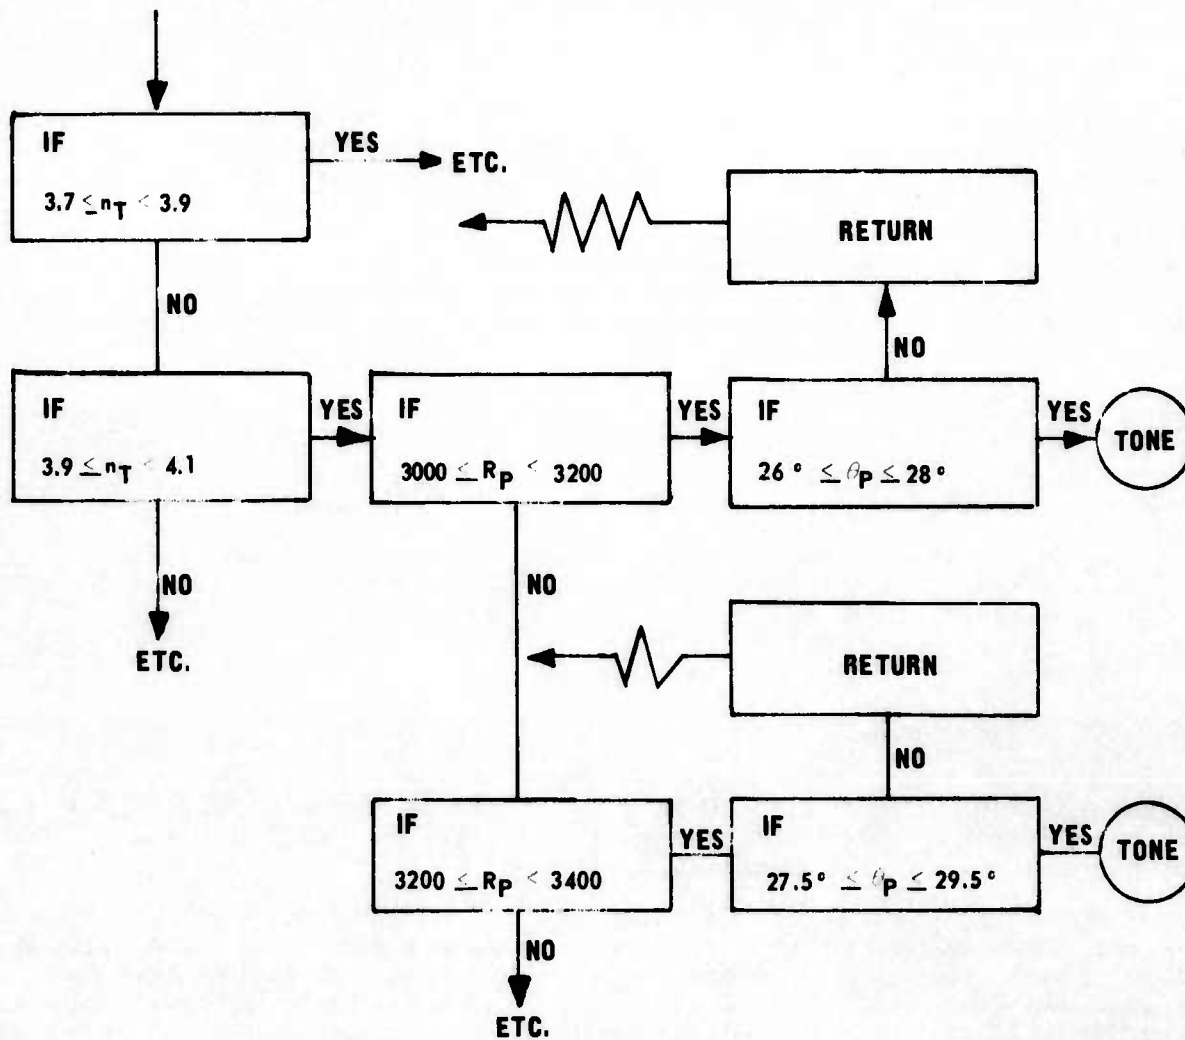 IF
3.7 ≤ nT < 3.9
YES
ETC.
NO
RETURN
NO
IF
3.9 ≤ nT < 4.1
YES
IF
3000 ≤ RP < 3200
YES
IF
26° ≤ θP ≤ 28°
YES
TONE
NO
ETC.
NO
RETURN
NO
IF
3200 ≤ RP < 3400
YES
IF
27.5° ≤ θP ≤ 29.5°
YES
TONE
NO
ETC.